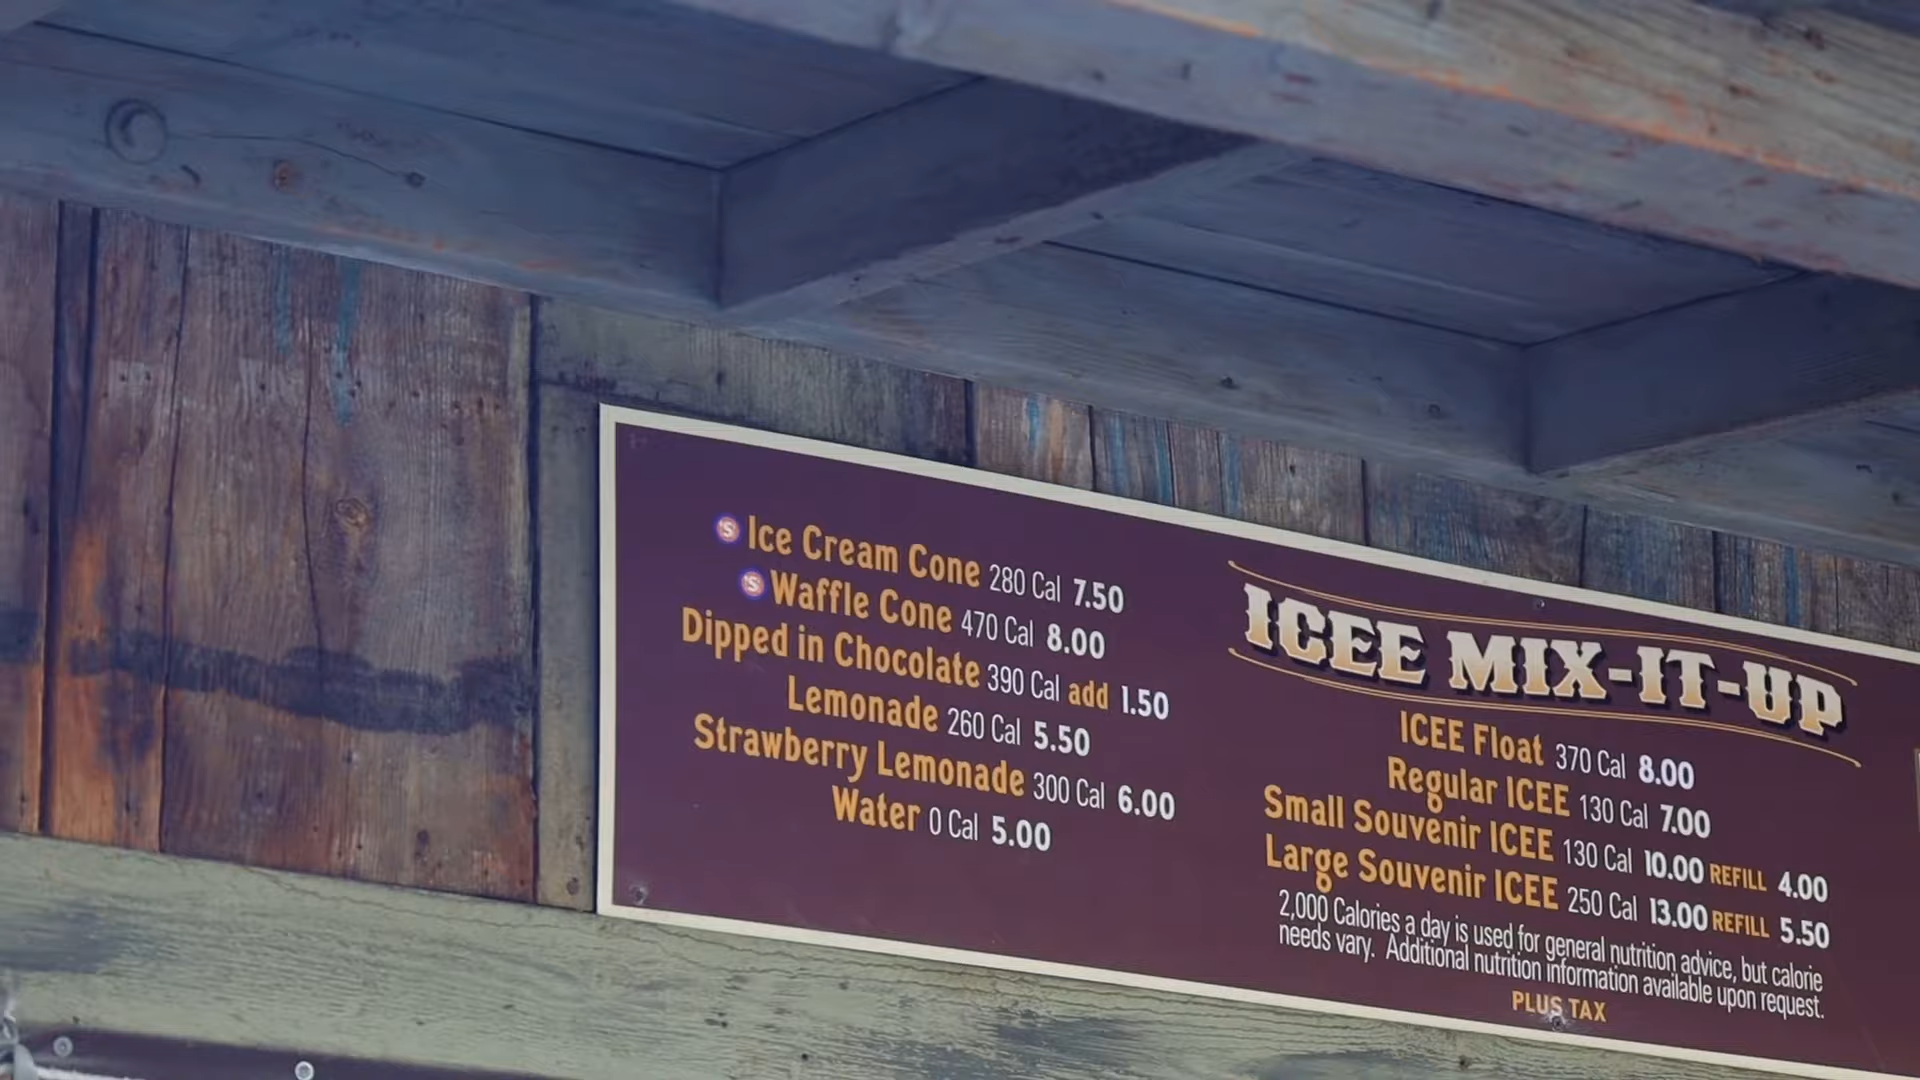 Ice Cream Cone 280 Cal 7.50
Waffle Cone 470 Cal 8.00
Dipped in Chocolate 390 Cal add 1.50
Lemonade 260 Cal 5.50
Strawberry Lemonade 300 Cal 6.00
Water 0 Cal 5.00
ICEE MIX-IT-UP
ICEE Float 370 Cal 8.00
Regular ICEE 130 Cal 7.00
Small Souvenir ICEE 130 Cal 10.00 REFILL 4.00
Large Souvenir ICEE 250 Cal 13.00 REFILL 5.50
2,000 Calories a day is used for general nutrition advice, but calorie
needs vary. Additional nutrition information available upon request.
PLUS TAX